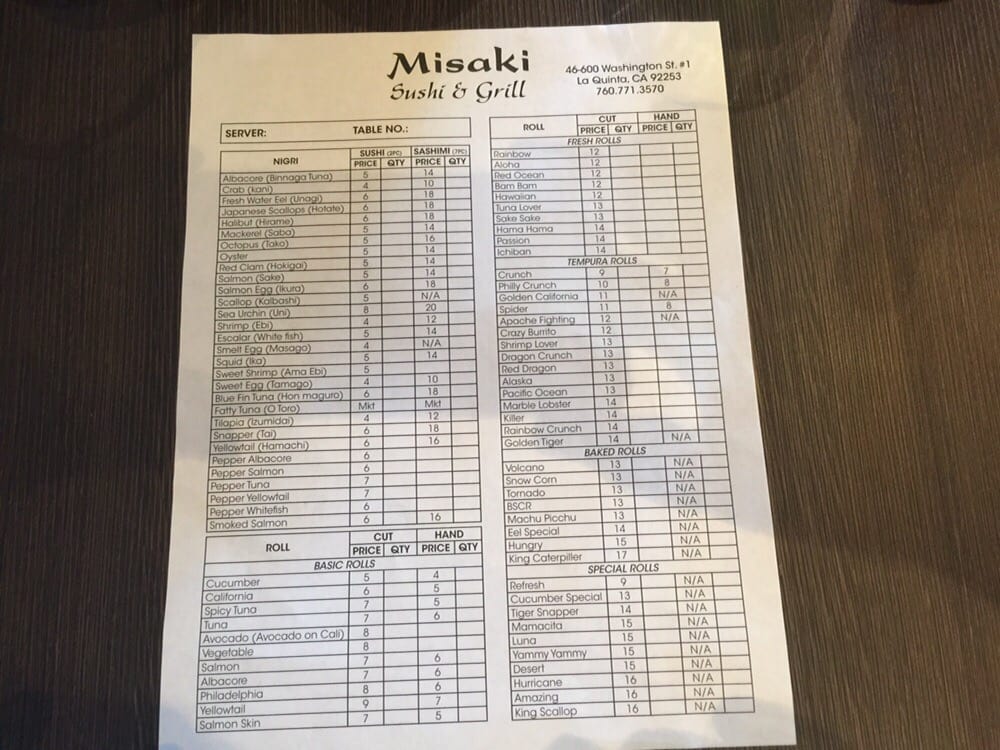 Misaki
Sushi & Grill
46-600 Washington St. #1
La Quinta, CA 92253
760.771.3570
SERVER: TABLE NO.:
NIGRI SUSHI (2PC) SASHIMI (7PC)
PRICE QTY PRICE QTY
Albacore (Binnaga Tuna) 5 14
Crab (kani) 4 10
Fresh Water Eel (Unagi) 6 18
Japanese Scallops (Hotate) 6 18
Halibut (Hirame) 6 18
Mackerel (Saba) 5 14
Octopus (Tako) 5 16
Oyster 5 14
Red Clam (Hokigai) 5 14
Salmon (Sake) 5 14
Salmon Egg (Ikura) 6 18
Scallop (Kaibashi) 5 N/A
Sea Urchin (Uni) 8 20
Shrimp (Ebi) 4 12
Escalar (White fish) 5 14
Smelt Egg (Masago) 4 N/A
Squid (Ika) 5 14
Sweet Shrimp (Ama Ebi) 5
Sweet Egg (Tamago) 4 10
Blue Fin Tuna (Hon maguro) 6 18
Fatty Tuna (O Toro) Mkt Mkt
Tilapia (Izumidai) 4 12
Snapper (Tai) 6 18
Yellowtail (Hamachi) 6 16
Pepper Albacore 6
Pepper Salmon 6
Pepper Tuna 7
Pepper Yellowtail 7
Pepper Whitefish 6
Smoked Salmon 6 16
ROLL CUT HAND
PRICE QTY PRICE QTY
BASIC ROLLS
Cucumber 5 4
California 6 5
Spicy Tuna 7 5
Tuna 7 6
Avocado (Avocado on Cali) 8
Vegetable 8
Salmon 7 6
Albacore 7 6
Philadelphia 8 6
Yellowtail 9 7
Salmon Skin 7 5
ROLL CUT HAND
PRICE QTY PRICE QTY
FRESH ROLLS
Rainbow 12
Aloha 12
Red Ocean 12
Bam Bam 12
Hawaiian 12
Tuna Lover 13
Sake Sake 13
Hama Hama 14
Passion 14
Ichiban 14
TEMPURA ROLLS
Crunch 9 7
Philly Crunch 10 8
Golden California 11 N/A
Spider 11 8
Apache Fighting 12 N/A
Crazy Burrito 12
Shrimp Lover 13
Dragon Crunch 13
Red Dragon 13
Alaska 13
Pacific Ocean 13
Marble Lobster 14
Killer 14
Rainbow Crunch 14
Golden Tiger 14 N/A
BAKED ROLLS
Volcano 13 N/A
Snow Corn 13 N/A
Tornado 13 N/A
BSCR 13 N/A
Machu Picchu 13 N/A
Eel Special 14 N/A
Hungry 15 N/A
King Caterpiller 17 N/A
SPECIAL ROLLS
Refresh 9 N/A
Cucumber Special 13 N/A
Tiger Snapper 14 N/A
Mamacita 15 N/A
Luna 15 N/A
Yammy Yammy 15 N/A
Desert 15 N/A
Hurricane 16 N/A
Amazing 16 N/A
King Scallop 16 N/A